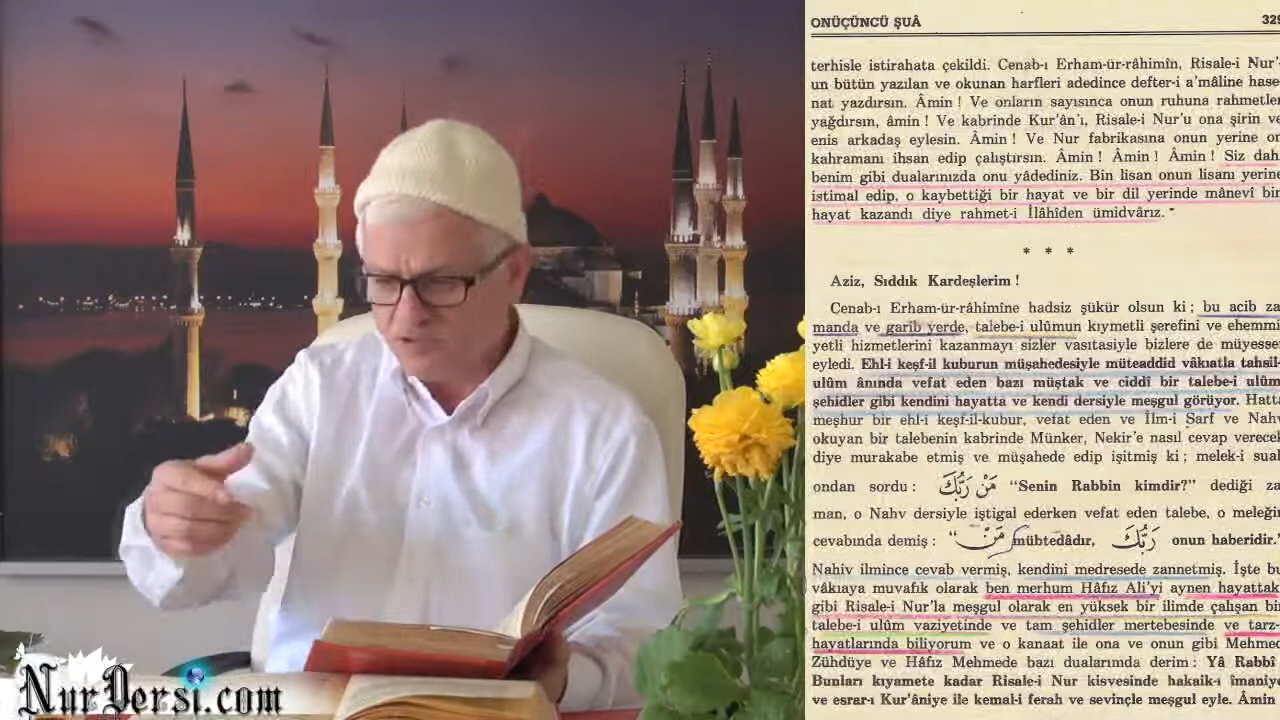 ONÜÇÜNCÜ ŞUÂ
329
terhisle istirahata çekildi. Cenab-ı Erham-ür-râhimîn, Risale-i Nur'-
un bütün yazılan ve okunan harfleri adedince defter-i a'mâline hase-
nat yazdırsın. Âmin ! Ve onların sayısınca onun ruhuna rahmetler
yağdırsın, âmin ! Ve kabrinde Kur'ân'ı, Risale-i Nur'u ona şirin ve
enis arkadaş eylesin. Âmin ! Ve Nur fabrikasına onun yerine on
kahramanı ihsan edip çalıştırsın. Âmin ! Âmin ! Âmin ! Siz dah
benim gibi dualarınızda onu yâdediniz. Bin lisan onun lisanı yerine
istimal edip, o kaybettiği bir hayat ve bir dil yerinde mânevî bin
hayat kazandı diye rahmet-i İlâhîden ümidvârız.
* * *
Aziz, Sıddık Kardeşlerim !
Cenab-ı Erham-ür-râhimîne hadsiz şükür olsun ki ; bu acib za
manda ve garib yerde, talebe-i ulûmun kıymetli şerefini ve ehemmi
yetli hizmetlerini kazanmayı sizler vasıtasiyle bizlere de müyesser
eyledi. Ehl-i keşf-il kuburun müşahedesiyle müteaddid vâkıatla tahsil-
ulûm ânında vefat eden bazı müştak ve ciddî bir talebe-i ulûm
şehidler gibi kendini hayatta ve kendi dersiyle meşgul görüyor. Hatta
meşhur bir ehl-i keşf-il-kubur, vefat eden ve İlm-i Sarf ve Nahv
okuyan bir talebenin kabrinde Münker, Nekir'e nasıl cevap verecek
diye murakabe etmiş ve müşahede edip işitmiş ki ; melek-i sual
ondan sordu : مَنْ رَبُّكَ “Senin Rabbin kimdir?” dediği za
man, o Nahv dersiyle iştigal ederken vefat eden talebe, o meleğin
cevabında demiş : “ مَنْ mübtedâdır, رَبُّكَ onun haberidir.”
Nahiv ilmince cevab vermiş, kendini medresede zannetmiş. İşte bu
vâkıaya muvafık olarak ben merhum Hâfız Ali'yi aynen hayattak
gibi Risale-i Nur'la meşgul olarak en yüksek bir ilimde çalışan bir
talebe-i ulûm vaziyetinde ve tam şehidler mertebesinde ve tarz-
hayatlarında biliyorum ve o kanaat ile ona ve onun gibi Mehmed
Zühdüye ve Hâfız Mehmede bazı dualarımda derim : Yâ Rabbî
Bunları kıyamete kadar Risale-i Nur kisvesinde hakaik-ı îmaniye
ve esrar-ı Kur'âniye ile kemal-i ferah ve sevinçle meşgul eyle. Âmin
NurDersi.com